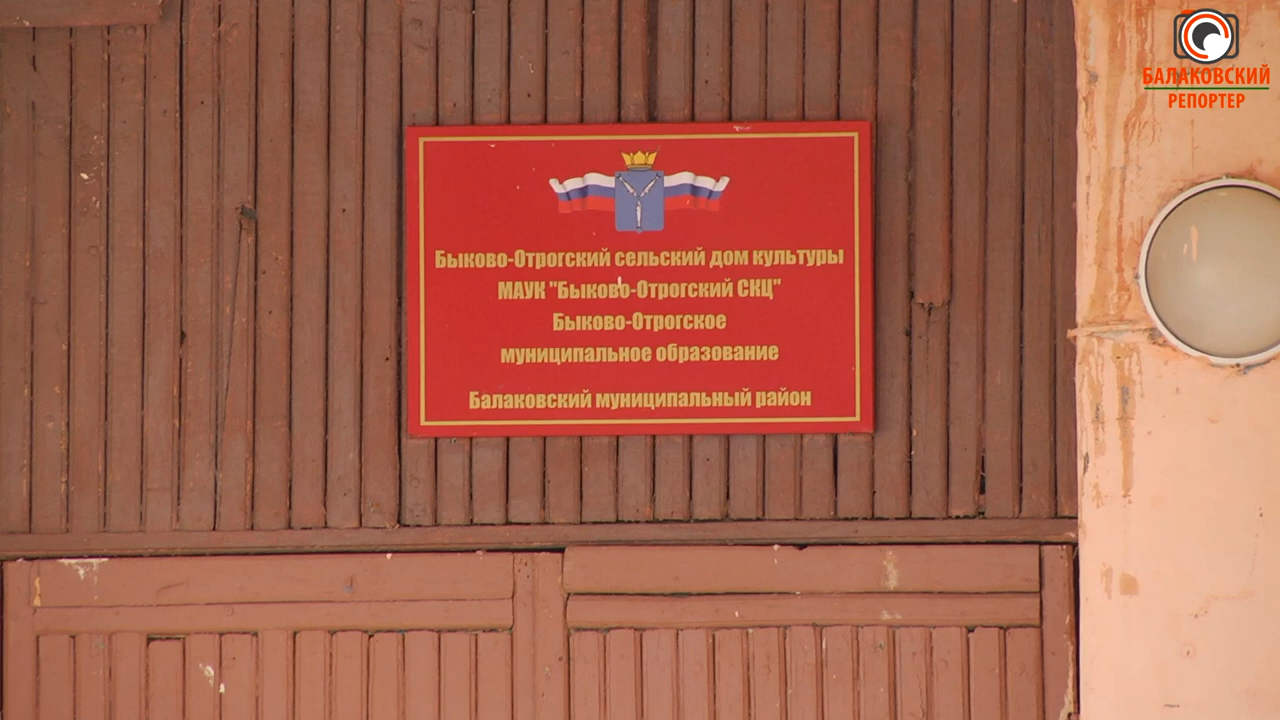 БАЛАКОВСКИЙ
РЕПОРТЕР
Быково-Отрогский сельский дом культуры
МАУК "Быково-Отрогский СКЦ"
Быково-Отрогское
муниципальное образование
Балаковский муниципальный район